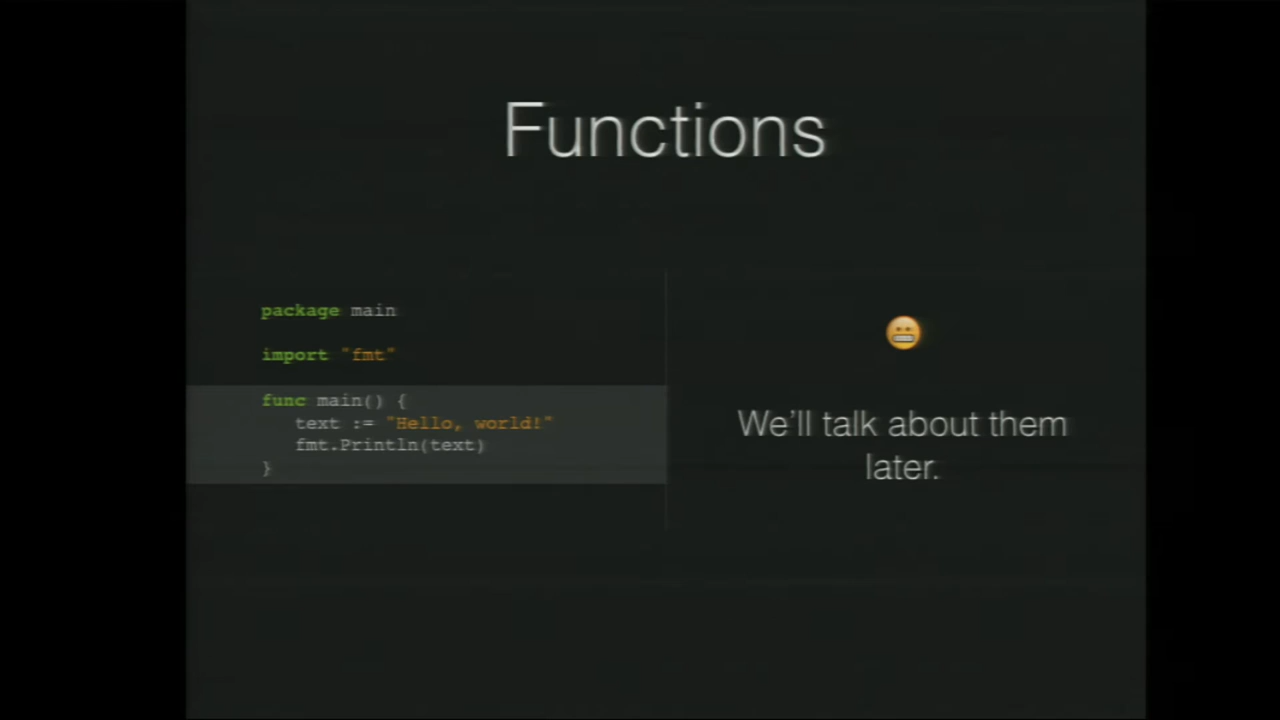 Functions
package main
import "fmt"
func main() {
text := "Hello, world!"
fmt.Println(text)
}
We'll talk about them
later.